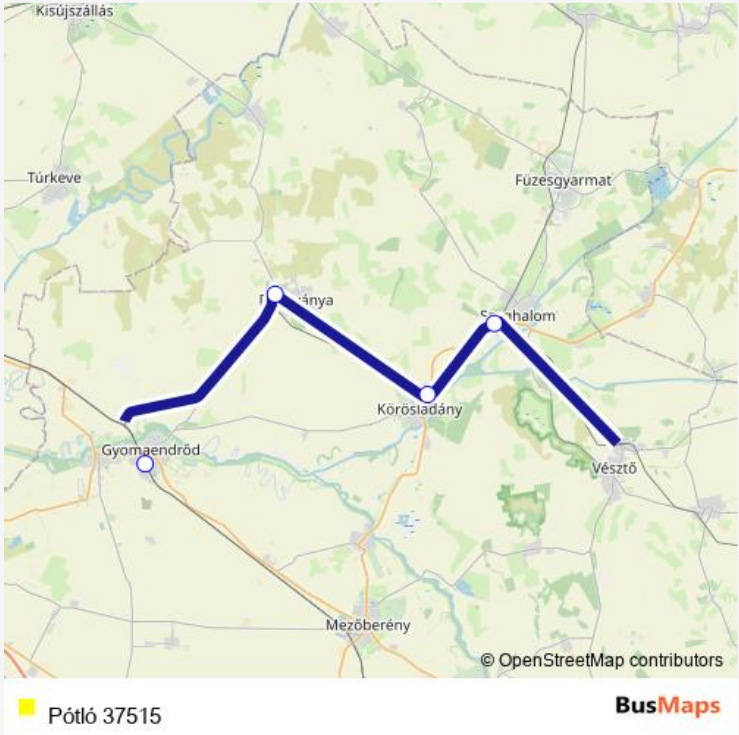 Kisújszállás
Túrkeve
Füzesgyarmat
Szeghalom
Körösladány
Gyomaendrőd
Vésztő
Mezőberény
© OpenStreetMap contributors
Pótló 37515
BusMaps